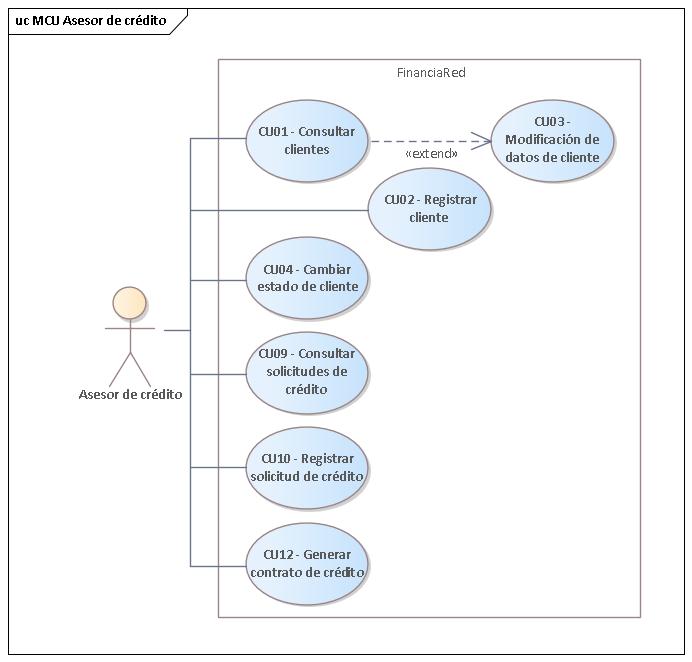 uc MCU Asesor de crédito
FinanciaRed
CU01 - Consultar
clientes
«extend»
CU03 -
Modificación de
datos de cliente
CU02 - Registrar
cliente
CU04 - Cambiar
estado de cliente
Asesor de crédito
CU09 - Consultar
solicitudes de
crédito
CU10 - Registrar
solicitud de crédito
CU12 - Generar
contrato de crédito